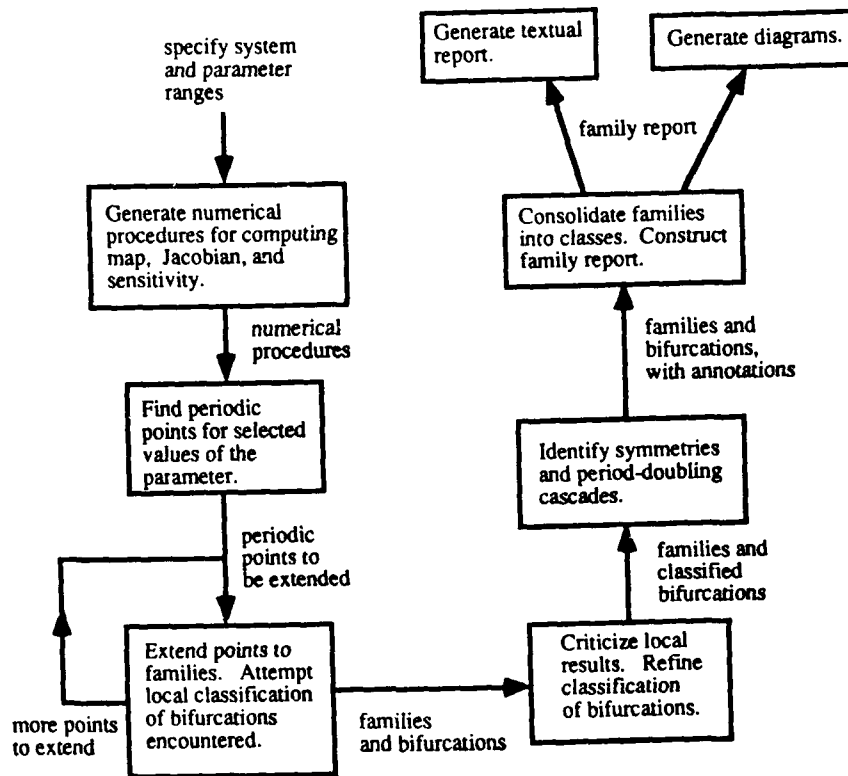 specify system
and parameter
ranges
Generate numerical
procedures for computing
map, Jacobian, and
sensitivity.
numerical
procedures
Find periodic
points for selected
values of the
parameter.
periodic
points to
be extended
more points
to extend
Extend points to
families. Attempt
local classification
of bifurcations
encountered.
families
and bifurcations
Criticize local
results. Refine
classification
of bifurcations.
families and
classified
bifurcations
Identify symmetries
and period-doubling
cascades.
families and
bifurcations,
with annotations
Consolidate families
into classes. Construct
family report.
family report
Generate textual
report.
Generate diagrams.